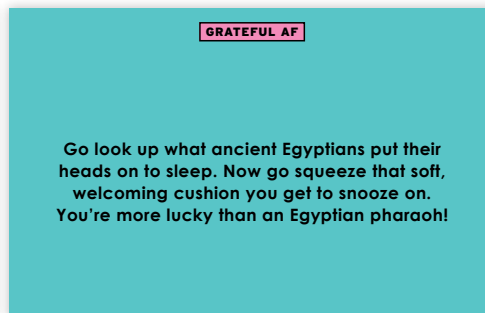 GRATEFUL AF
Go look up what ancient Egyptians put their
heads on to sleep. Now go squeeze that soft,
welcoming cushion you get to snooze on.
You're more lucky than an Egyptian pharaoh!